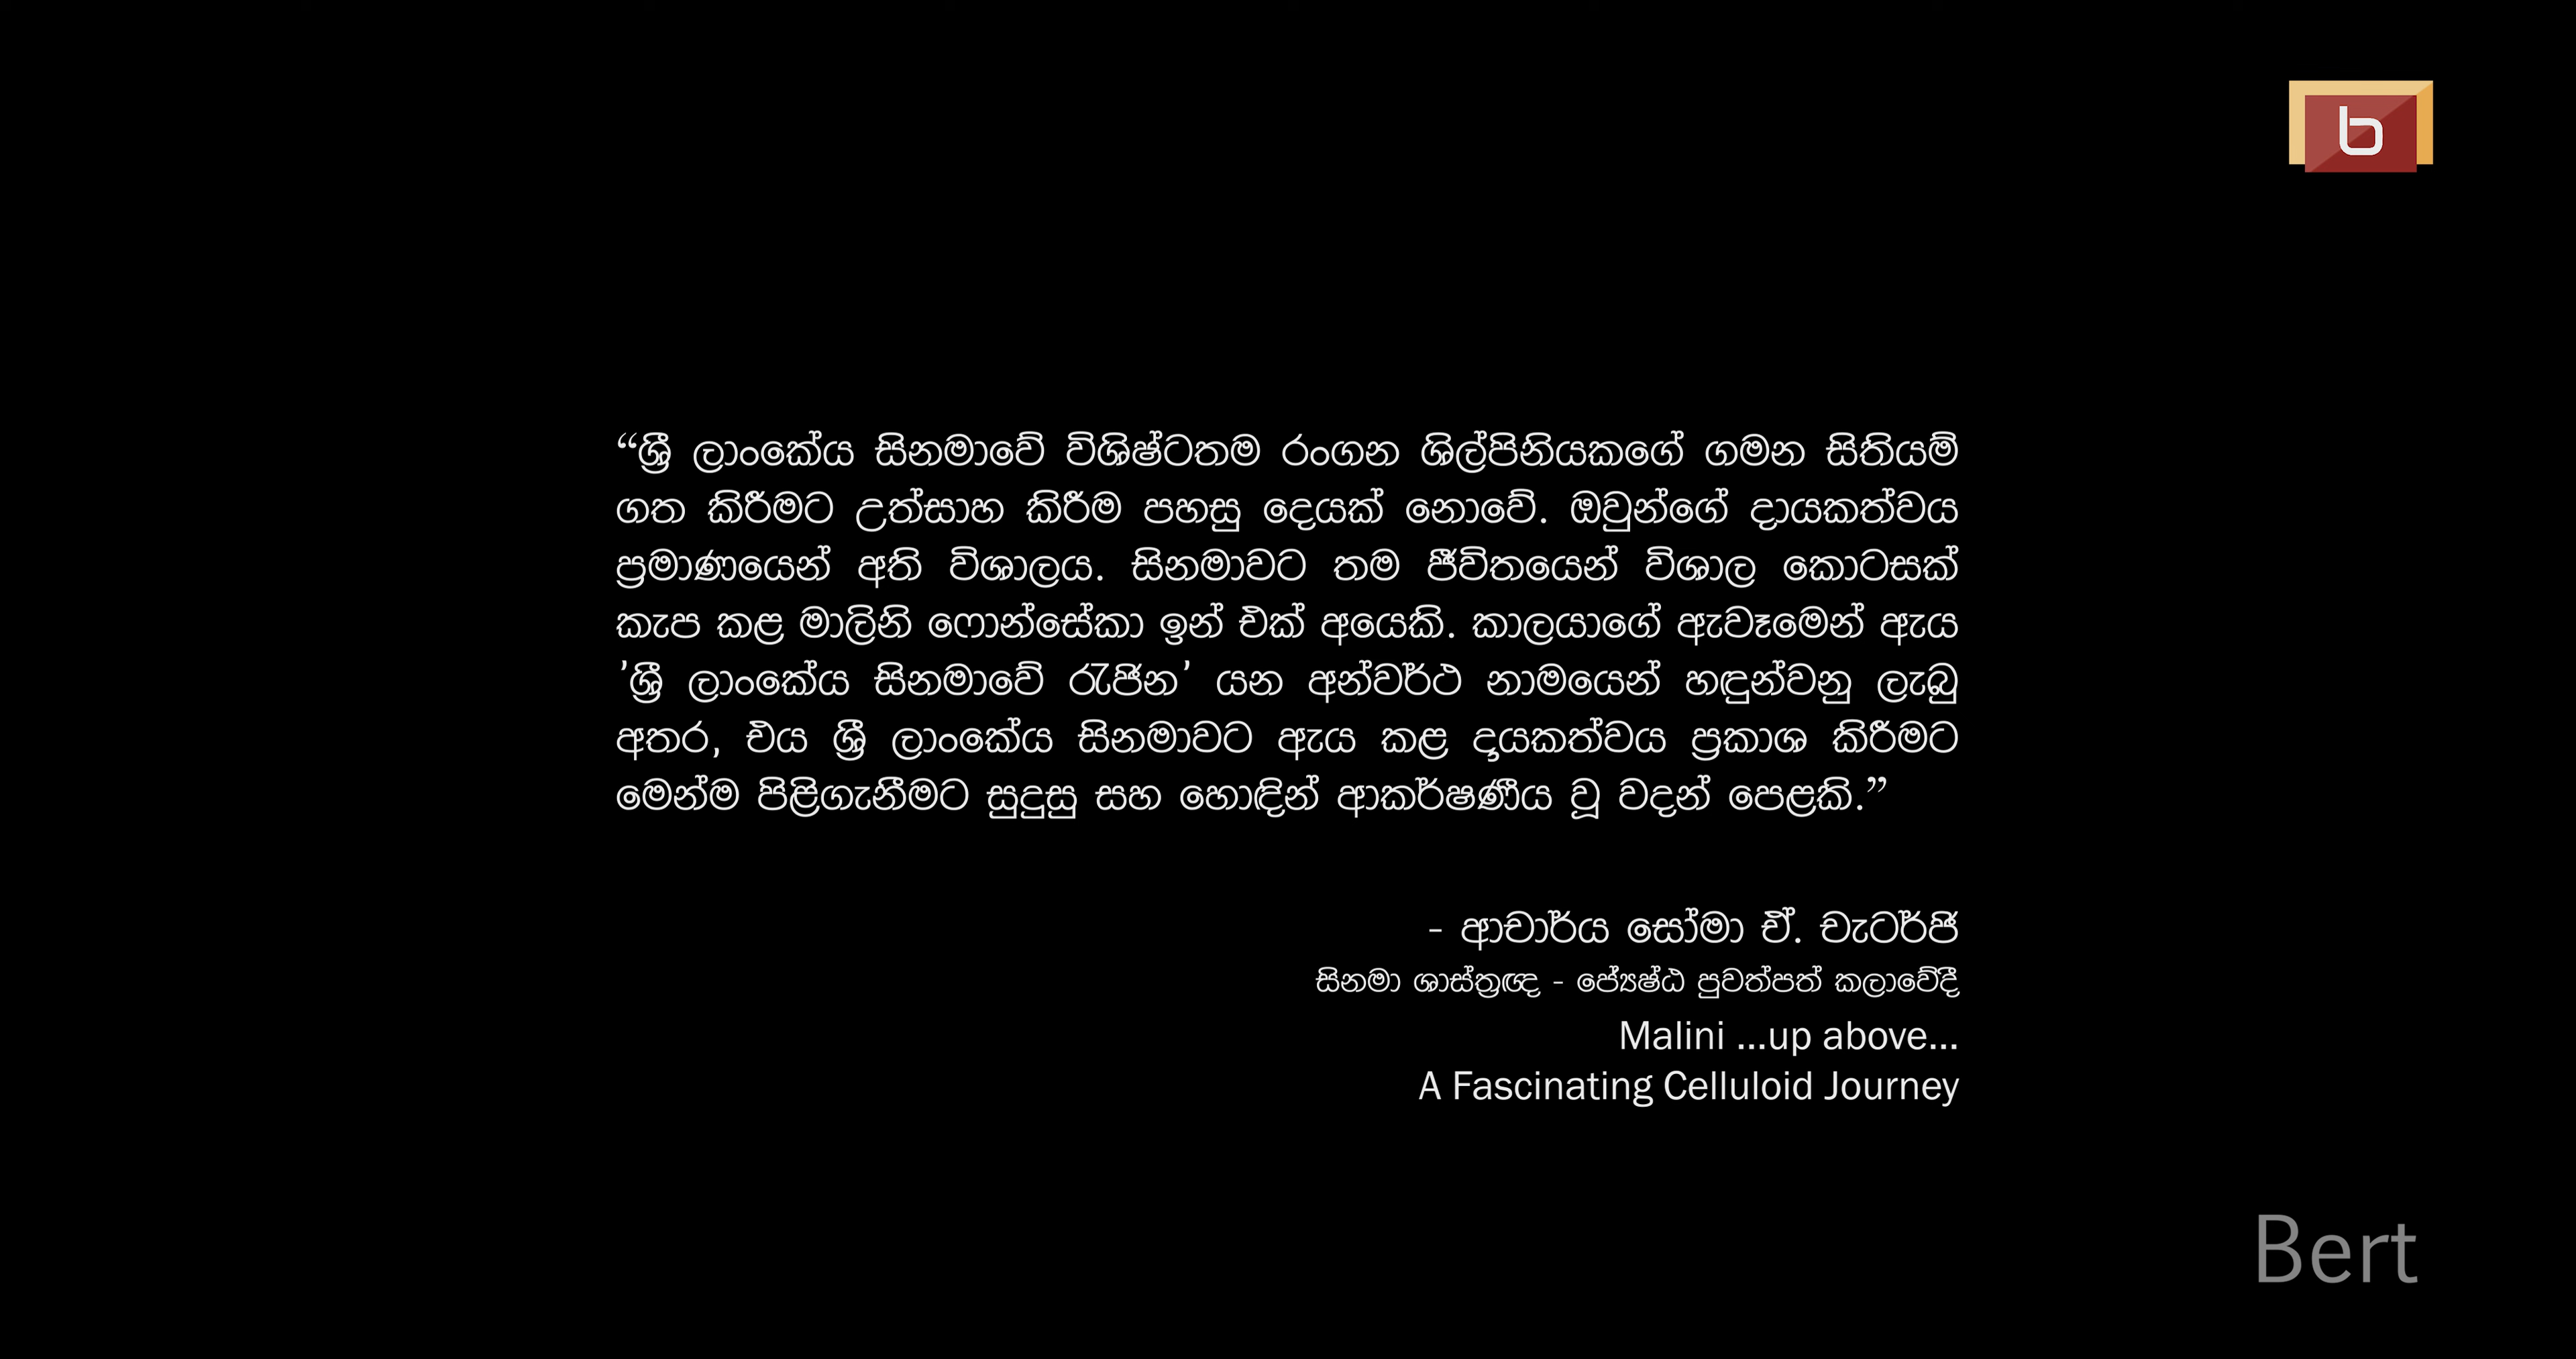 b
“ශ්‍රී ලාංකේය සිනමාවේ විශිෂ්ටතම රංගන ශිල්පිනියකගේ ගමන සිතියම්
ගත කිරීමට උත්සාහ කිරීම පහසු දෙයක් නොවේ. ඔවුන්ගේ දායකත්වය
ප්‍රමාණයෙන් අති විශාලය. සිනමාවට තම ජීවිතයෙන් විශාල කොටසක්
කැප කළ මාලිනි ෆොන්සේකා ඉන් එක් අයෙකි. කාලයාගේ ඇවෑමෙන් ඇය
’ශ්‍රී ලාංකේය සිනමාවේ රැජින’ යන අන්වර්ථ නාමයෙන් හඳුන්වනු ලැබු
අතර, එය ශ්‍රී ලාංකේය සිනමාවට ඇය කළ දායකත්වය ප්‍රකාශ කිරීමට
මෙන්ම පිළිගැනීමට සුදුසු සහ හොඳින් ආකර්ෂණීය වූ වදන් පෙළකි.”
- ආචාර්ය සෝමා ඒ. චැටර්ජි
සිනමා ශාස්ත්‍රඥ - ජ්‍යේෂ්ඨ පුවත්පත් කලාවේදී
Malini ...up above...
A Fascinating Celluloid Journey
Bert